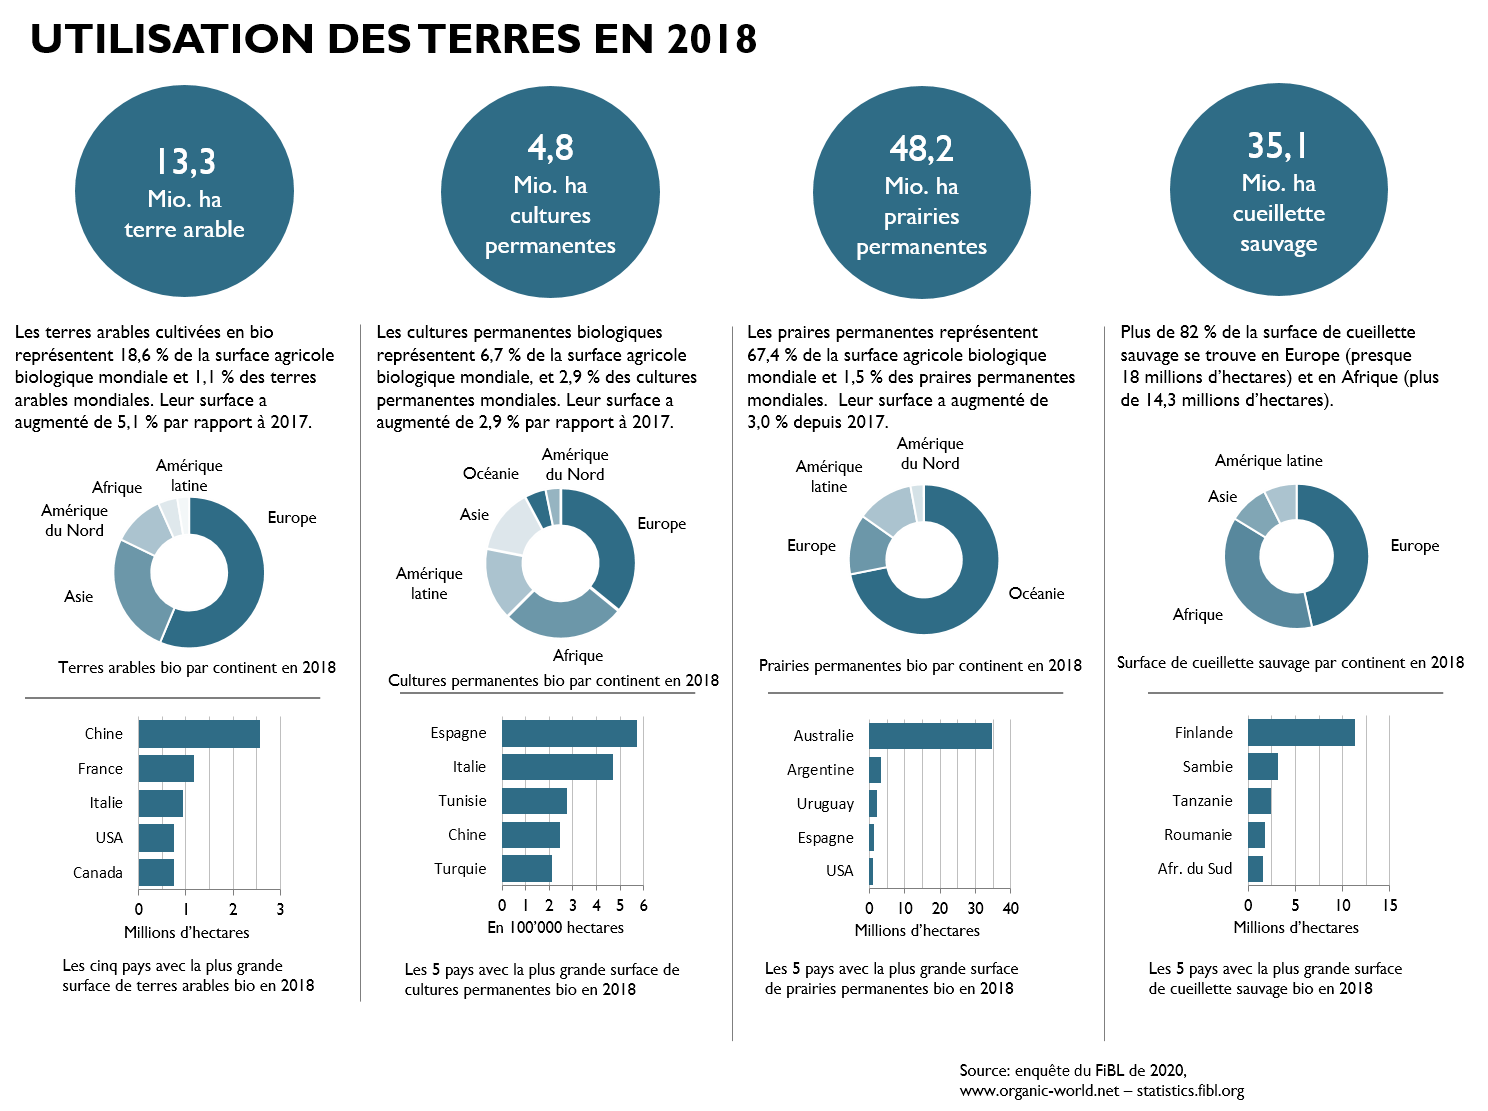 UTILISATION DES TERRES EN 2018
13,3
Mio. ha
terre arable
4,8
Mio. ha
cultures
permanentes
48,2
Mio. ha
prairies
permanentes
35,1
Mio. ha
cueillette
sauvage
Les terres arables cultivées en bio
représentent 18,6 % de la surface agricole
biologique mondiale et 1,1 % des terres
arables mondiales. Leur surface a
augmenté de 5,1 % par rapport à 2017.
Amérique
latine
Afrique
Amérique
du Nord
Europe
Asie
Terres arables bio par continent en 2018
Chine
France
Italie
USA
Canada
0 1 2 3
Millions d’hectares
Les cinq pays avec la plus grande
surface de terres arables bio en 2018
Les cultures permanentes biologiques
représentent 6,7 % de la surface agricole
biologique mondiale, et 2,9 % des cultures
permanentes mondiales. Leur surface a
augmenté de 2,9 % par rapport à 2017.
Amérique
du Nord
Océanie
Asie
Europe
Amérique
latine
Afrique
Cultures permanentes bio par continent en 2018
Espagne
Italie
Tunisie
Chine
Turquie
0 1 2 3 4 5 6
En 100’000 hectares
Les 5 pays avec la plus grande surface de
cultures permanentes bio en 2018
Les praires permanentes représentent
67,4 % de la surface agricole biologique
mondiale et 1,5 % des praires permanentes
mondiales. Leur surface a augmenté de
3,0 % depuis 2017.
Amérique
du Nord
Amérique
latine
Europe
Océanie
Prairies permanentes bio par continent en 2018
Australie
Argentine
Uruguay
Espagne
USA
0 10 20 30 40
Millions d’hectares
Les 5 pays avec la plus grande surface
de prairies permanentes bio en 2018
Plus de 82 % de la surface de cueillette
sauvage se trouve en Europe (presque
18 millions d’hectares) et en Afrique (plus
de 14,3 millions d’hectares).
Amérique latine
Asie
Europe
Afrique
Surface de cueillette sauvage par continent en 2018
Finlande
Sambie
Tanzanie
Roumanie
Afr. du Sud
0 5 10 15
Millions d’hectares
Les 5 pays avec la plus grande surface
de cueillette sauvage bio en 2018
Source: enquête du FiBL de 2020,
www.organic-world.net – statistics.fibl.org